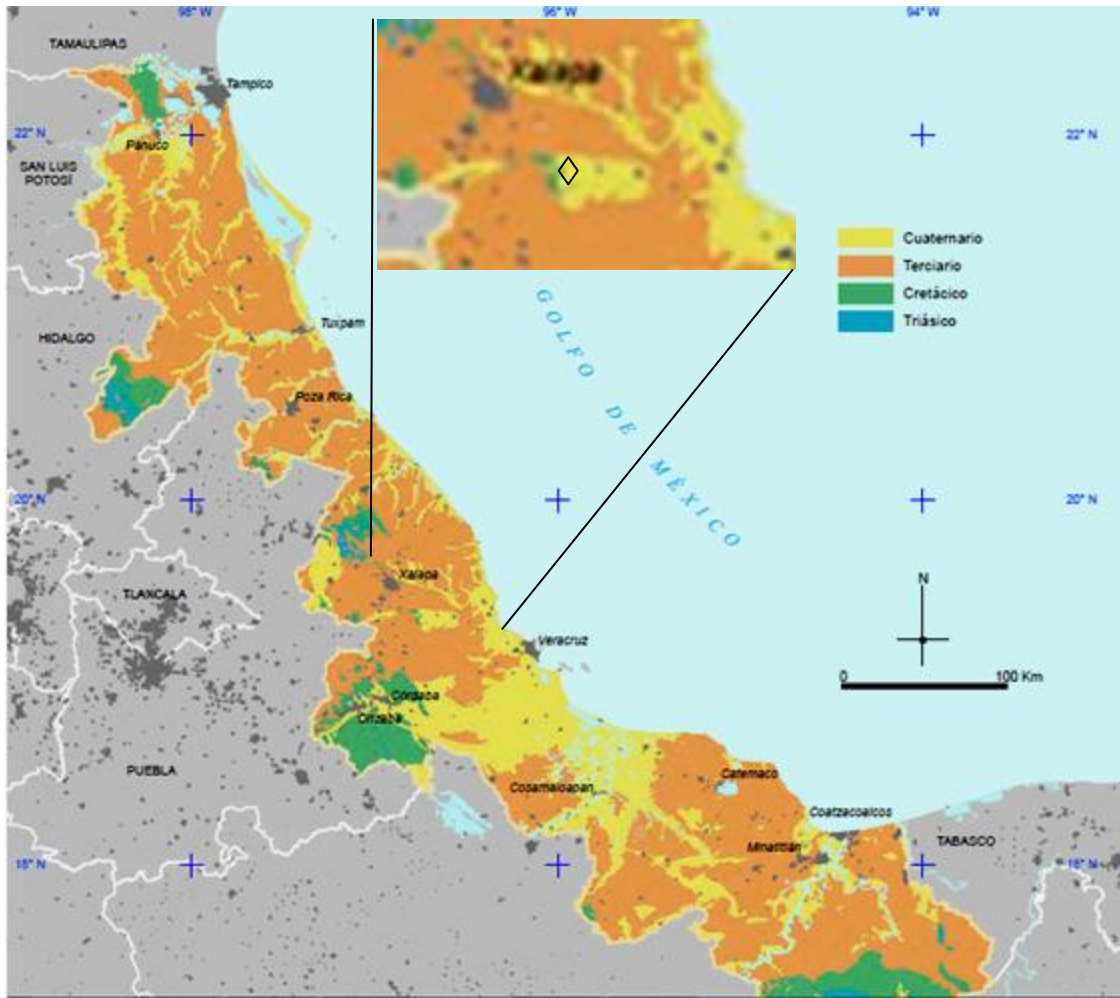 98° W
96° W
94° W
TAMAULIPAS
Tampico
Xalapa
22° N
22° N
Pánuco
SAN LUIS
POTOSÍ
Cuaternario
Terciario
Cretácico
Triásico
GOLFO DE MÉXICO
HIDALGO
Tuxpam
Poza Rica
20° N
20° N
Xalapa
TLAXCALA
N
Veracruz
0
100 Km
Córdoba
Orizaba
PUEBLA
Catemaco
Cosamaloapan
Coatzacoalcos
Minatitlán
TABASCO
18° N
18° N